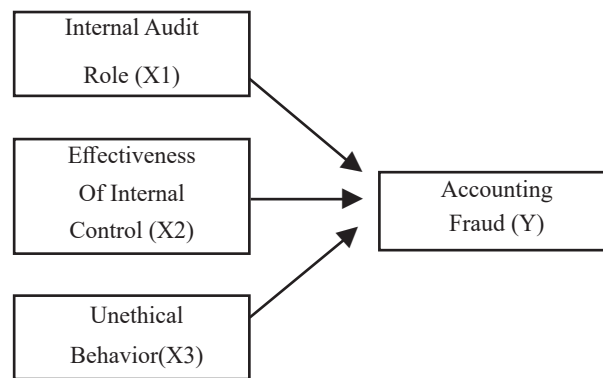 Internal Audit
Role (X1)
Effectiveness
Of Internal
Control (X2)
Unethical
Behavior(X3)
Accounting
Fraud (Y)